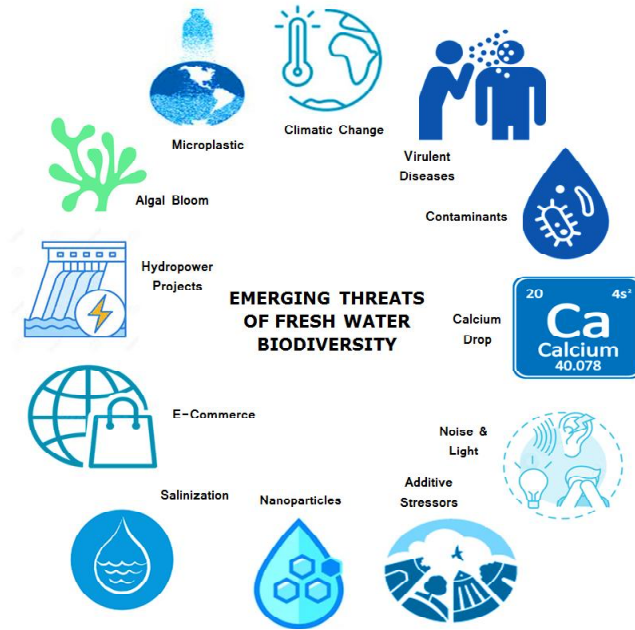 Microplastic
Climatic Change
Virulent
Diseases
Algal Bloom
Contaminants
Hydropower
Projects
EMERGING THREATS
OF FRESH WATER
BIODIVERSITY
Calcium
Drop
20 4s²
Ca
Calcium
40.078
E-Commerce
Noise &
Light
Salinization
Nanoparticles
Additive
Stressors